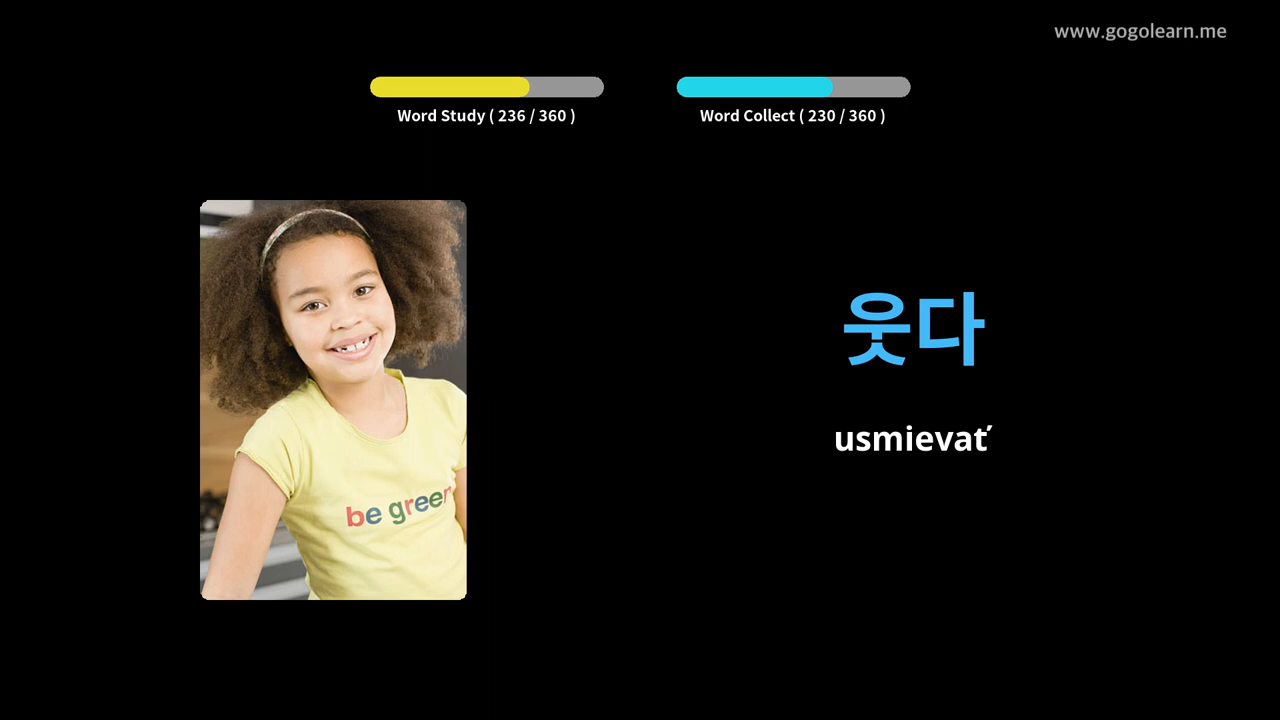 www.gogolearn.me
Word Study ( 236 / 360 )
Word Collect ( 230 / 360 )
be green
웃다
usmievať